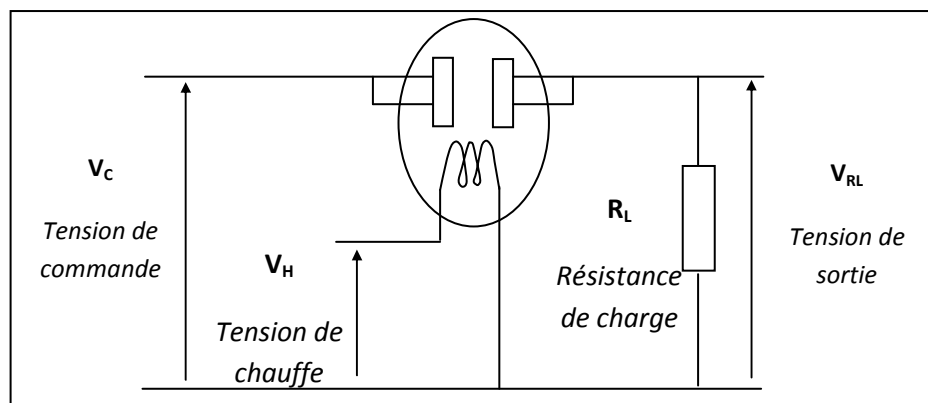 V_C
Tension de
commande
V_H
Tension de
chauffe
R_L
Résistance
de charge
V_RL
Tension de
sortie